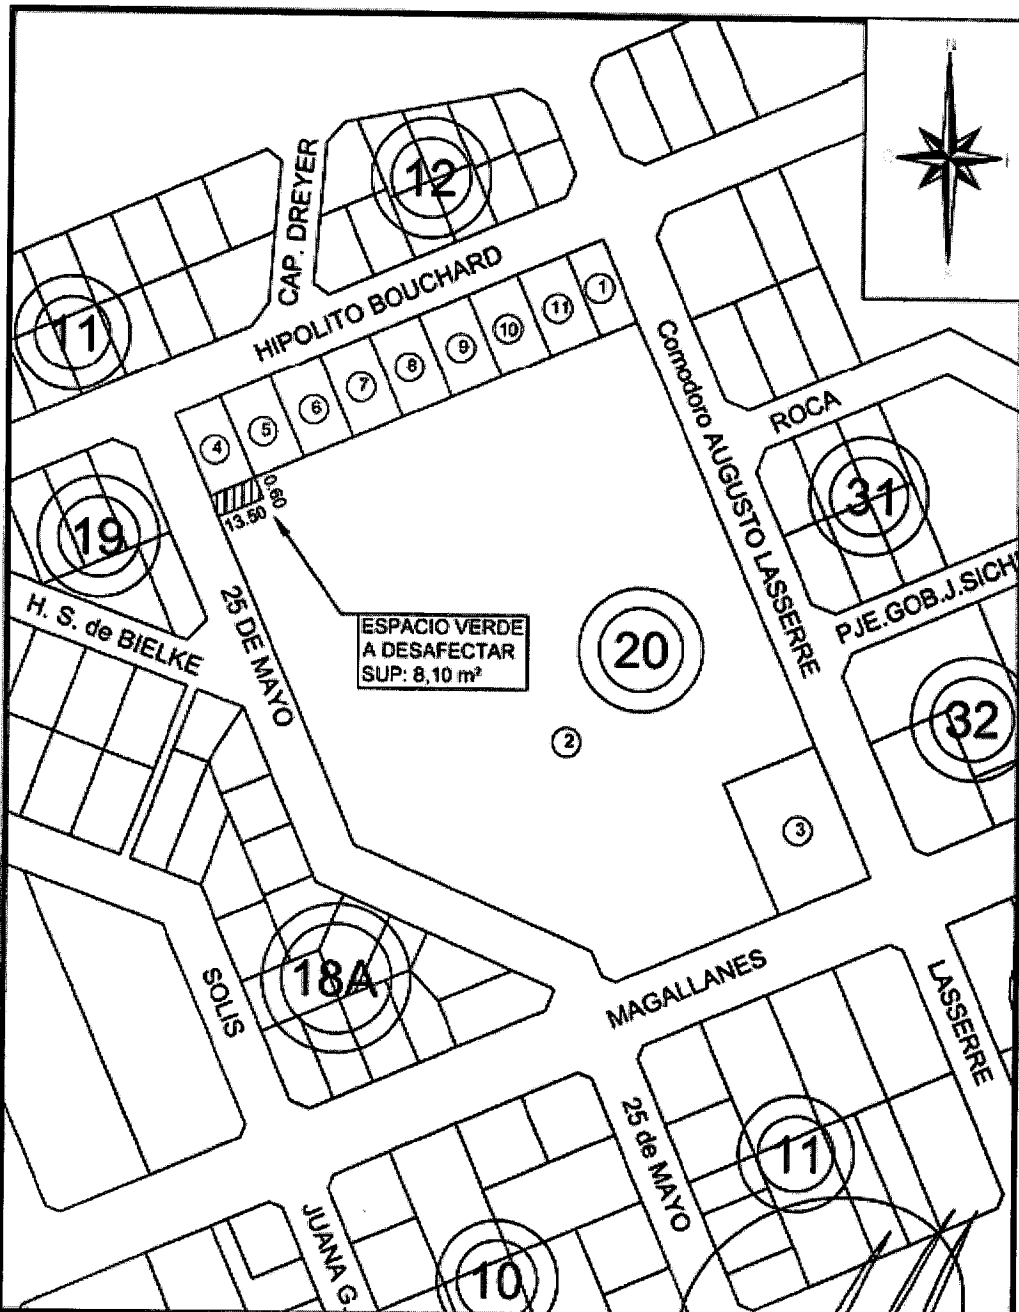 N
12
CAP. DREYER
11
HIPOLITO BOUCHARD
1
11
10
9
8
7
6
5
4
Comodoro AUGUSTO LASSERRE
ROCA
31
19
0.60
13.50
H. S. de BIELKE
25 DE MAYO
ESPACIO VERDE
A DESAFECTAR
SUP: 8,10 m²
20
PJE.GOB.J.SICH
32
2
3
18A
SOLIS
MAGALLANES
LASSERRE
25 de MAYO
11
JUANA G.
10